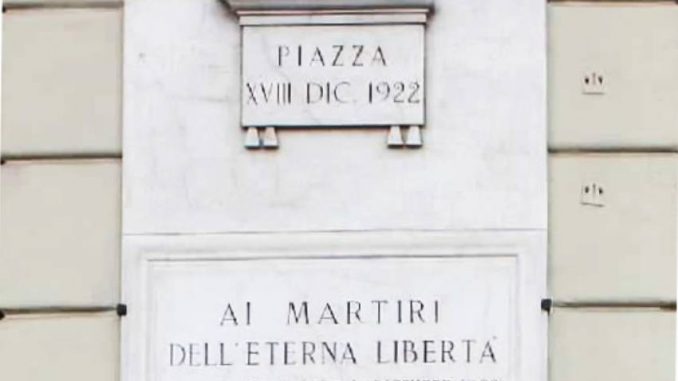 PIAZZA
XVIII DIC. 1922
AI MARTIRI
DELL'ETERNA LIBERTÀ